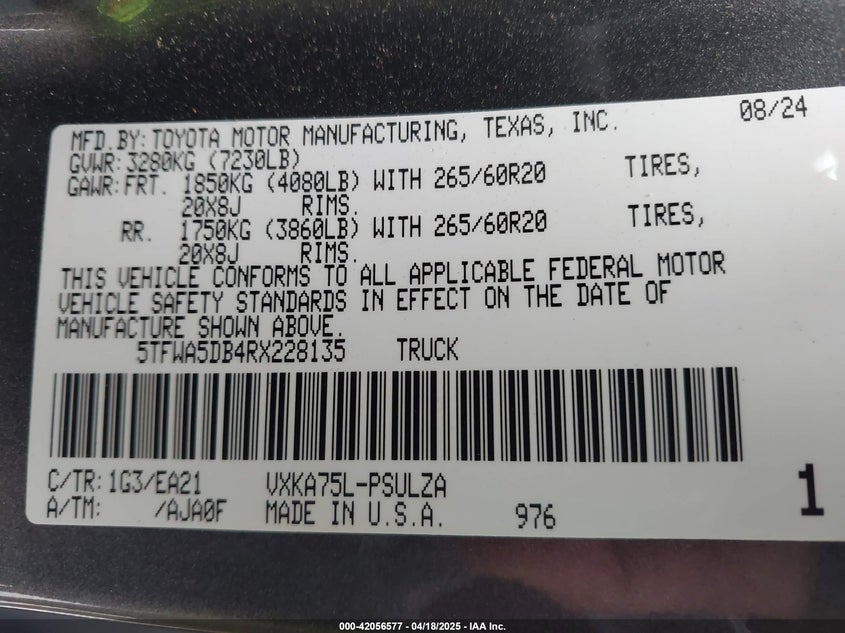 MFD.BY: TOYOTA MOTOR MANUFACTURING, TEXAS, INC. 08/24
GVWR: 3280KG (7230LB)
GAWR: FRT. 1850KG (4080LB) WITH 265/60R20 TIRES,
20X8J RIMS.
RR. 1750KG (3860LB) WITH 265/60R20 TIRES,
20X8J RIMS.
THIS VEHICLE CONFORMS TO ALL APPLICABLE FEDERAL MOTOR
VEHICLE SAFETY STANDARDS IN EFFECT ON THE DATE OF
MANUFACTURE SHOWN ABOVE.
5TFWA5DB4RX228135 TRUCK
C/TR: 1G3/EA21 VXKA75L-PSULZA
A/TM: /AJA0F MADE IN U.S.A. 976 1
000-42056577 - 04/18/2025 - IAA Inc.